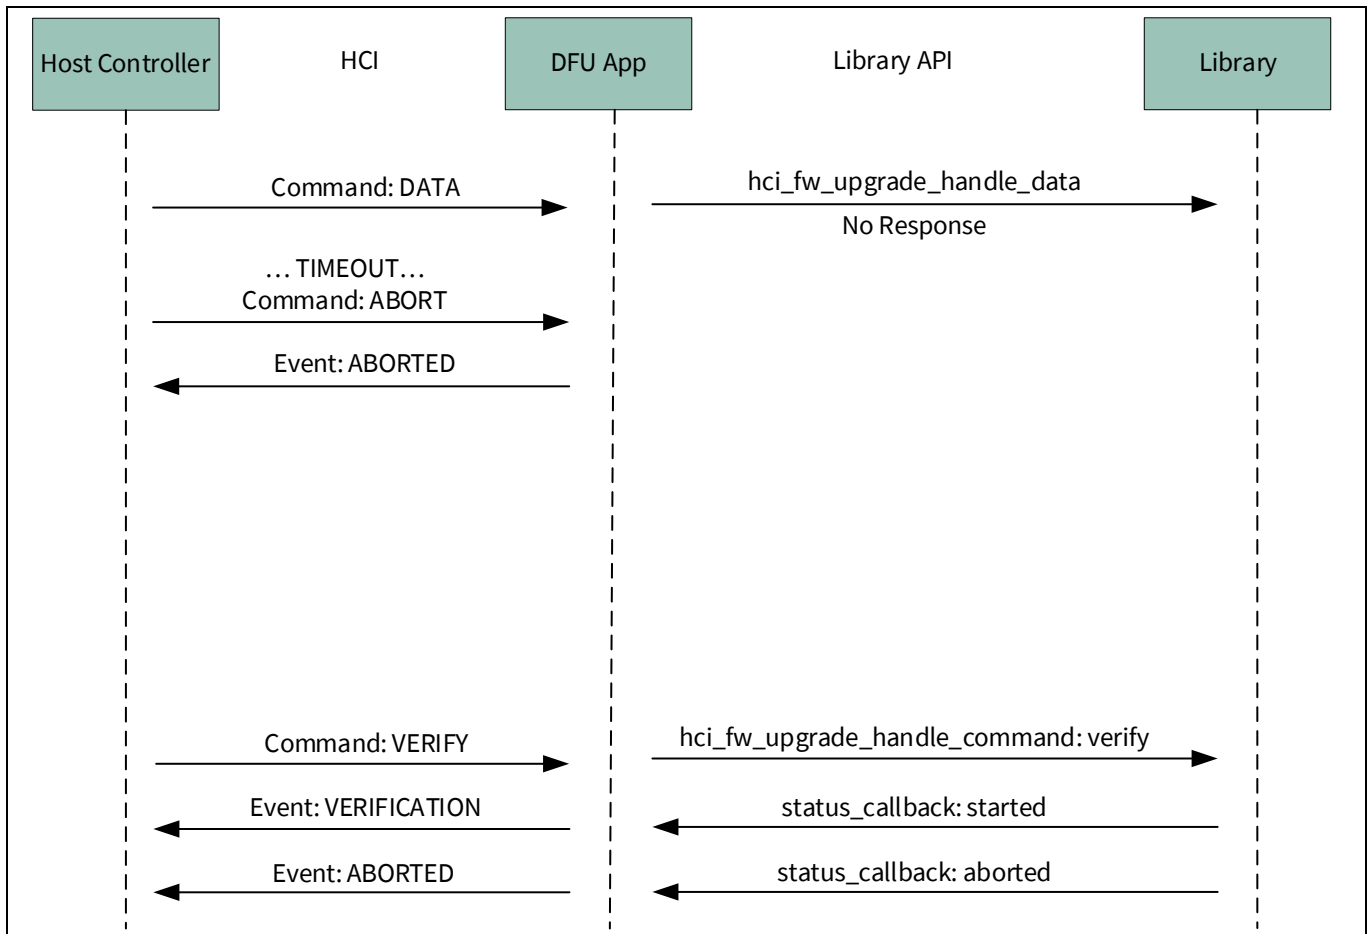 Host Controller
HCI
DFU App
Library API
Library
Command: DATA
hci_fw_upgrade_handle_data
No Response
... TIMEOUT...
Command: ABORT
Event: ABORTED
Command: VERIFY
hci_fw_upgrade_handle_command: verify
Event: VERIFICATION
status_callback: started
Event: ABORTED
status_callback: aborted